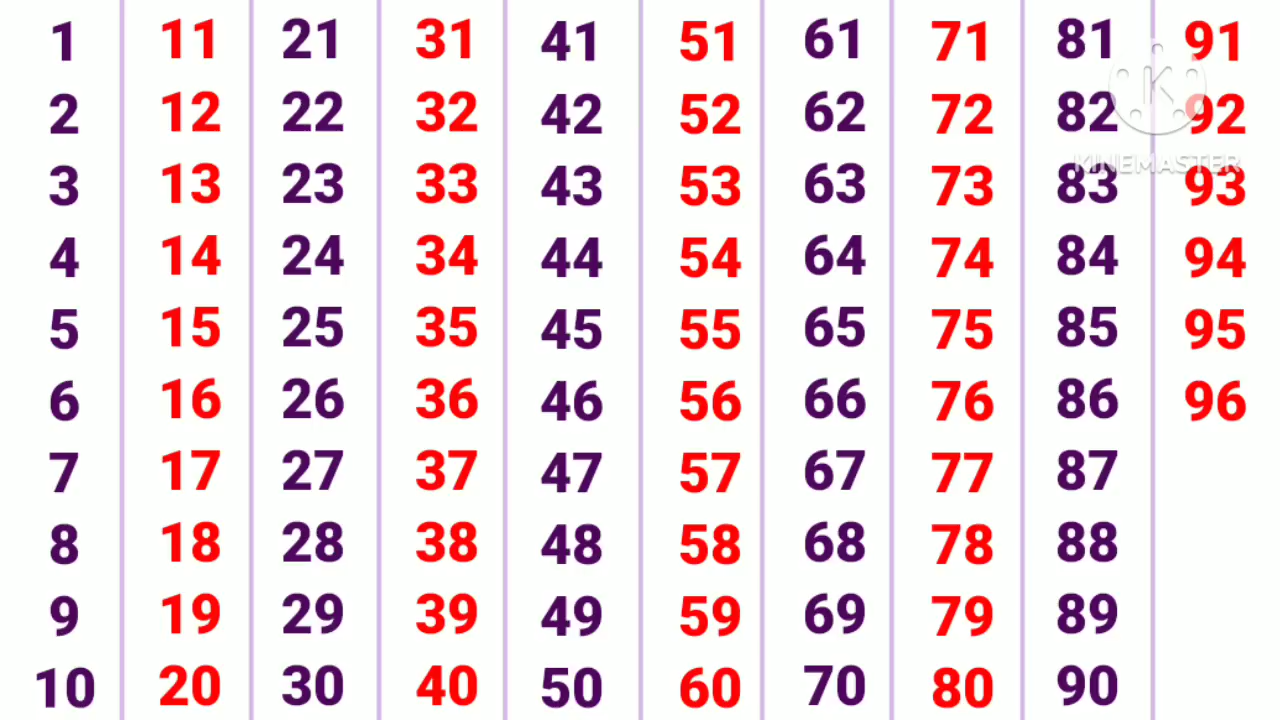 1 11 21 31 41 51 61 71 81 91
2 12 22 32 42 52 62 72 82 92
3 13 23 33 43 53 63 73 83 93
4 14 24 34 44 54 64 74 84 94
5 15 25 35 45 55 65 75 85 95
6 16 26 36 46 56 66 76 86 96
7 17 27 37 47 57 67 77 87
8 18 28 38 48 58 68 78 88
9 19 29 39 49 59 69 79 89
10 20 30 40 50 60 70 80 90
K
KINEMASTER